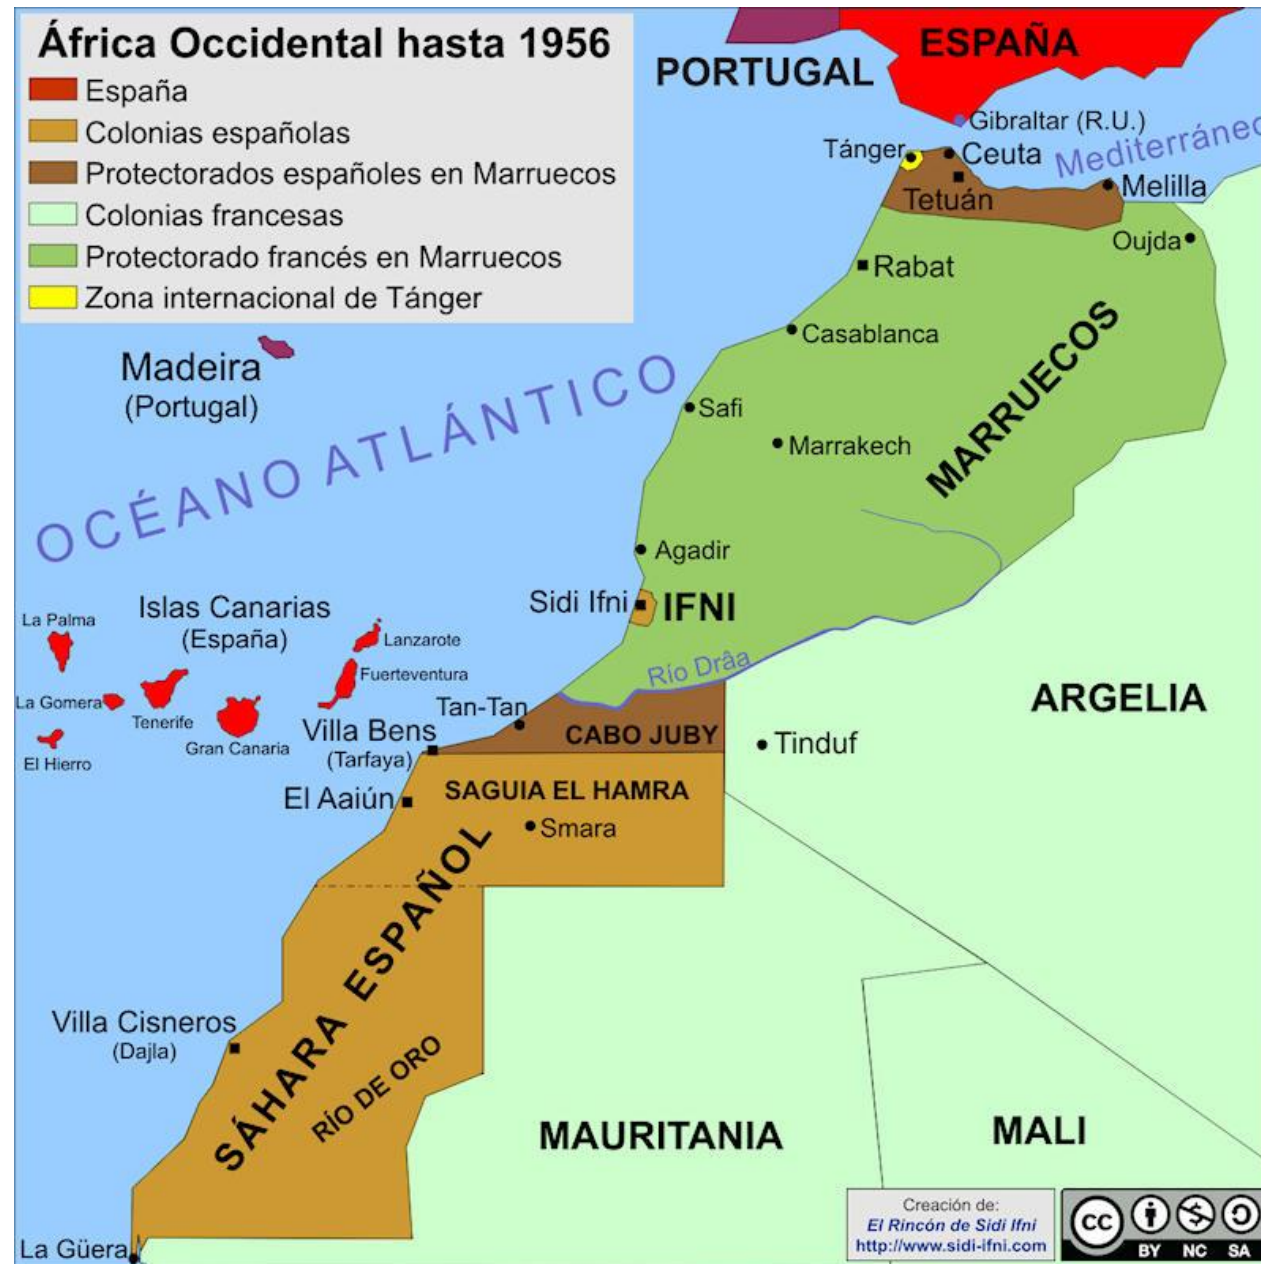 África Occidental hasta 1956
España
Colonias españolas
Protectorados españoles en Marruecos
Colonias francesas
Protectorado francés en Marruecos
Zona internacional de Tánger
PORTUGAL
ESPAÑA
Gibraltar (R.U.)
Mediterráneo
Tánger
Ceuta
Tetuán
Melilla
Oujda
Rabat
Casablanca
Madeira
(Portugal)
OCÉANO ATLÁNTICO
Safi
Marrakech
MARRUECOS
Agadir
Sidi Ifni
IFNI
Islas Canarias
(España)
La Palma
Lanzarote
Fuerteventura
La Gomera
Tenerife
Gran Canaria
El Hierro
Río Drâa
Tan-Tan
Villa Bens
(Tarfaya)
CABO JUBY
ARGELIA
Tinduf
El Aaiún
SAGUIA EL HAMRA
Smara
SÁHARA ESPAÑOL
Villa Cisneros
(Dajla)
RÍO DE ORO
MAURITANIA
MALI
La Güera
Creación de:
El Rincón de Sidi Ifni
http://www.sidi-ifni.com
CC
BY NC SA